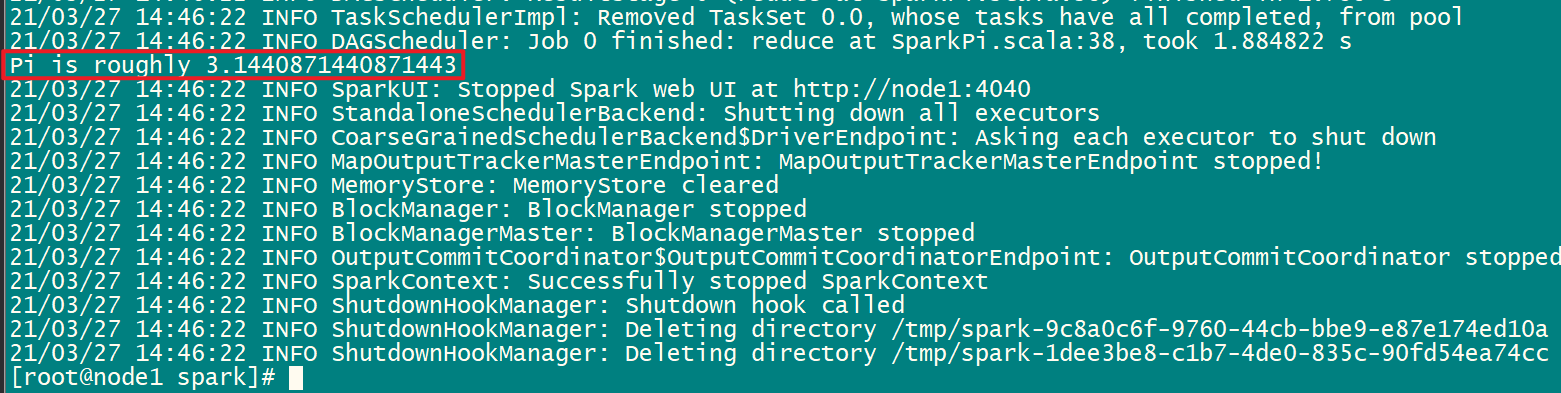 21/03/27 14:46:22 INFO TaskSchedulerImpl: Removed TaskSet 0.0, whose tasks have all completed, from pool
21/03/27 14:46:22 INFO DAGScheduler: Job 0 finished: reduce at SparkPi.scala:38, took 1.884822 s
Pi is roughly 3.1440871440871443
21/03/27 14:46:22 INFO SparkUI: Stopped Spark web UI at http://node1:4040
21/03/27 14:46:22 INFO StandaloneSchedulerBackend: Shutting down all executors
21/03/27 14:46:22 INFO CoarseGrainedSchedulerBackend$DriverEndpoint: Asking each executor to shut down
21/03/27 14:46:22 INFO MapOutputTrackerMasterEndpoint: MapOutputTrackerMasterEndpoint stopped!
21/03/27 14:46:22 INFO MemoryStore: MemoryStore cleared
21/03/27 14:46:22 INFO BlockManager: BlockManager stopped
21/03/27 14:46:22 INFO BlockManagerMaster: BlockManagerMaster stopped
21/03/27 14:46:22 INFO OutputCommitCoordinator$OutputCommitCoordinatorEndpoint: OutputCommitCoordinator stopped
21/03/27 14:46:22 INFO SparkContext: Successfully stopped SparkContext
21/03/27 14:46:22 INFO ShutdownHookManager: Shutdown hook called
21/03/27 14:46:22 INFO ShutdownHookManager: Deleting directory /tmp/spark-9c8a0c6f-9760-44cb-bbe9-e87e174ed10a
21/03/27 14:46:22 INFO ShutdownHookManager: Deleting directory /tmp/spark-1dee3be8-c1b7-4de0-835c-90fd54ea74cc
[root@node1 spark]#